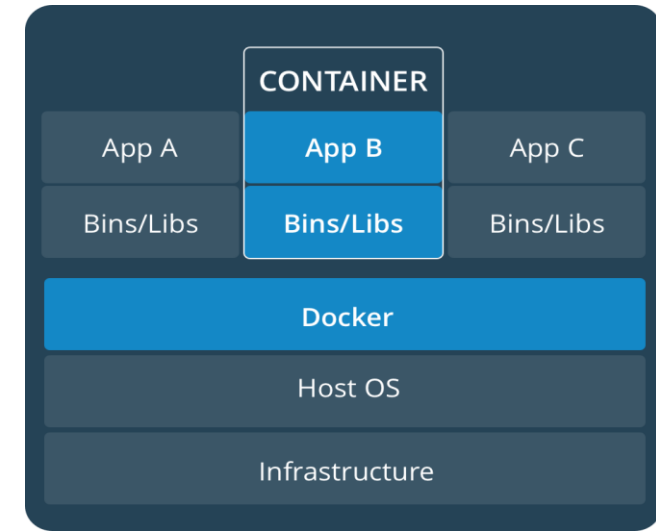 CONTAINER
App A App B App C
Bins/Libs Bins/Libs Bins/Libs
Docker
Host OS
Infrastructure